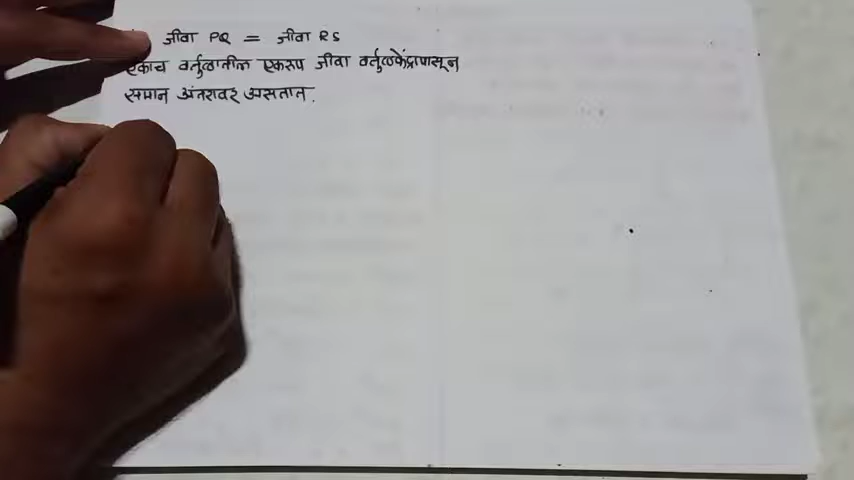 जीवा PQ = जीवा RS
एकाच वर्तुळातील एकरूप जीवा वर्तुळकेंद्रापासून
समान अंतरावर असतात.